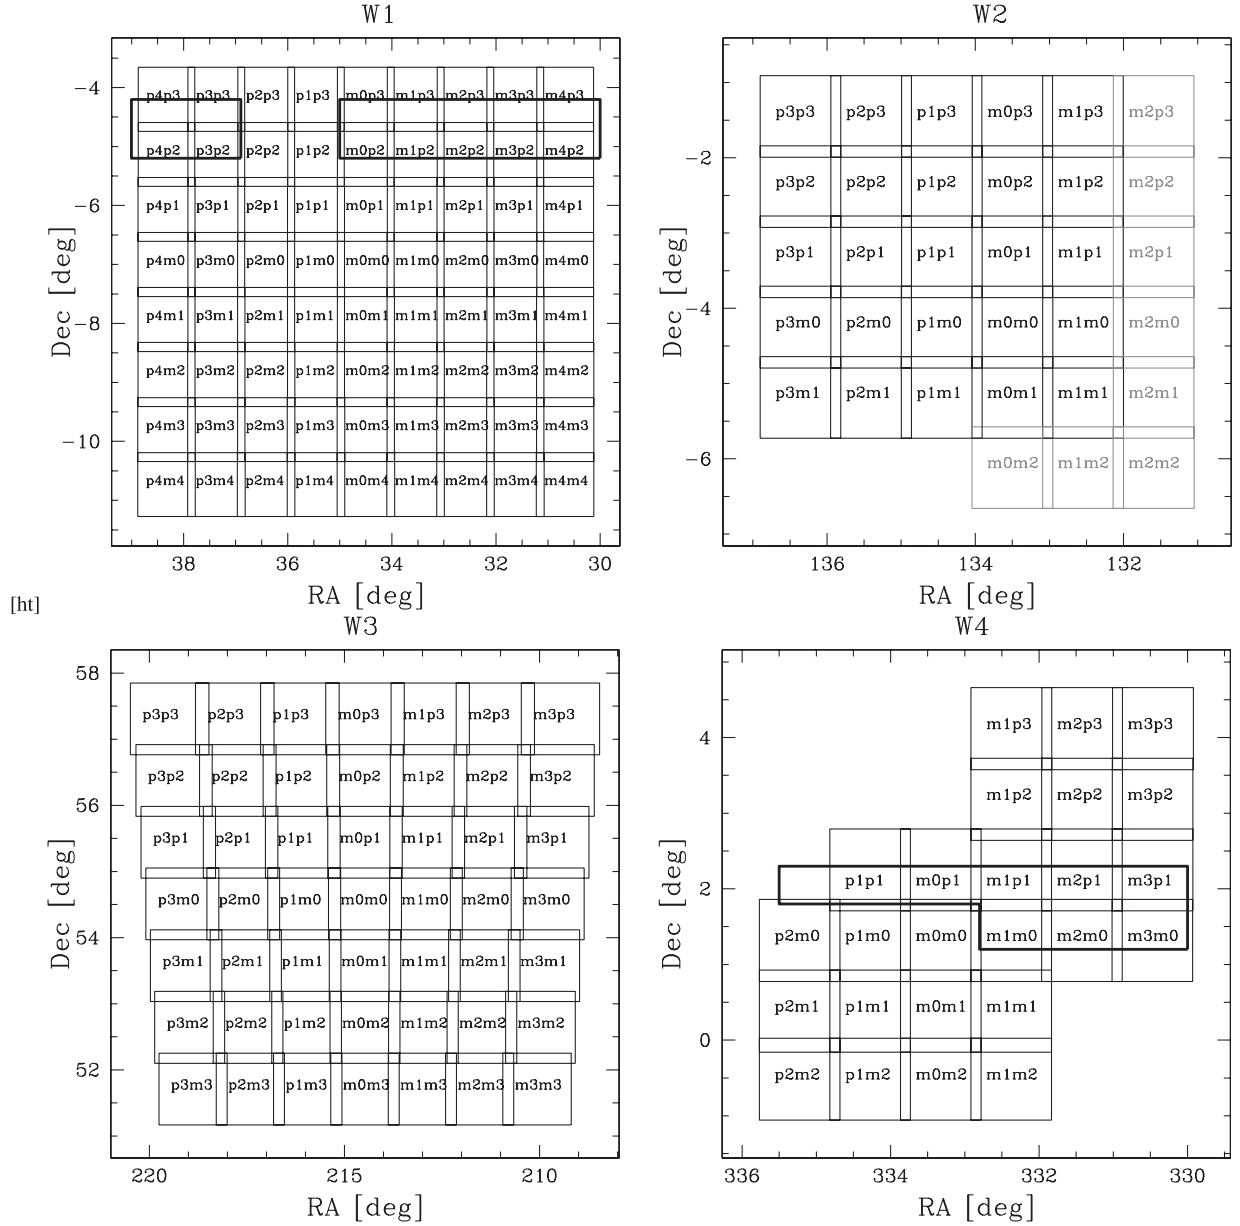 W1
W2
−4
p4p3 p3p3 p2p3 p1p3 m0p3 m1p3 m2p3 m3p3 m4p3
p4p2 p3p2 p2p2 p1p2 m0p2 m1p2 m2p2 m3p2 m4p2
−6
p4p1 p3p1 p2p1 p1p1 m0p1 m1p1 m2p1 m3p1 m4p1
p4m0 p3m0 p2m0 p1m0 m0m0 m1m0 m2m0 m3m0 m4m0
−8
p4m1 p3m1 p2m1 p1m1 m0m1 m1m1 m2m1 m3m1 m4m1
p4m2 p3m2 p2m2 p1m2 m0m2 m1m2 m2m2 m3m2 m4m2
−10
p4m3 p3m3 p2m3 p1m3 m0m3 m1m3 m2m3 m3m3 m4m3
p4m4 p3m4 p2m4 p1m4 m0m4 m1m4 m2m4 m3m4 m4m4
Dec [deg]
38 36 34 32 30
RA [deg]
p3p3 p2p3 p1p3 m0p3 m1p3 m2p3
−2
p3p2 p2p2 p1p2 m0p2 m1p2 m2p2
p3p1 p2p1 p1p1 m0p1 m1p1 m2p1
−4
p3m0 p2m0 p1m0 m0m0 m1m0 m2m0
p3m1 p2m1 p1m1 m0m1 m1m1 m2m1
−6
m0m2 m1m2 m2m2
Dec [deg]
136 134 132
RA [deg]
[ht]
W3
W4
58
p3p3 p2p3 p1p3 m0p3 m1p3 m2p3 m3p3
p3p2 p2p2 p1p2 m0p2 m1p2 m2p2 m3p2
56
p3p1 p2p1 p1p1 m0p1 m1p1 m2p1 m3p1
p3m0 p2m0 p1m0 m0m0 m1m0 m2m0 m3m0
54
p3m1 p2m1 p1m1 m0m1 m1m1 m2m1 m3m1
p3m2 p2m2 p1m2 m0m2 m1m2 m2m2 m3m2
52
p3m3 p2m3 p1m3 m0m3 m1m3 m2m3 m3m3
Dec [deg]
220 215 210
RA [deg]
m1p3 m2p3 m3p3
4
m1p2 m2p2 m3p2
p1p1 m0p1 m1p1 m2p1 m3p1
2
p2m0 p1m0 m0m0 m1m0 m2m0 m3m0
p2m1 p1m1 m0m1 m1m1
0
p2m2 p1m2 m0m2 m1m2
Dec [deg]
336 334 332 330
RA [deg]